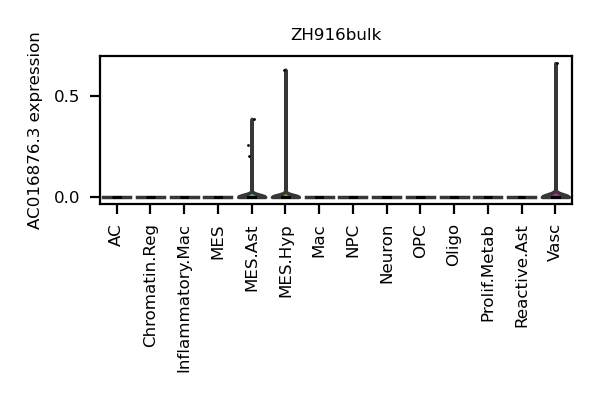 ZH916bulk
AC016876.3 expression
0.5
0.0
AC
Chromatin.Reg
Inflammatory.Mac
MES
MES.Ast
MES.Hyp
Mac
NPC
Neuron
OPC
Oligo
Prolif.Metab
Reactive.Ast
Vasc